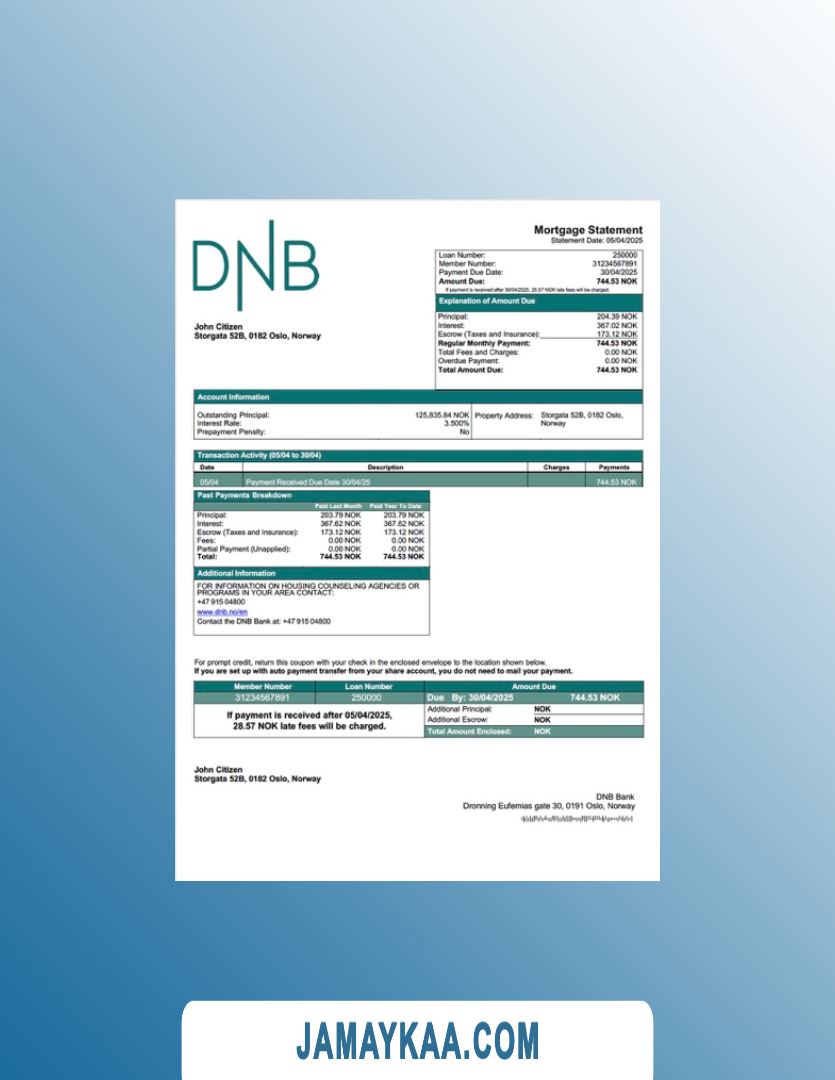 DNB
Mortgage Statement
Statement Date: 05/04/2025
Loan Number: 250000
Member Number: 31234567891
Payment Due Date: 30/04/2025
Amount Due: 744.53 NOK
If payment is received after 30/04/2025, 28.57 NOK late fees will be charged.
Explanation of Amount Due
Principal: 204.39 NOK
Interest: 367.02 NOK
Escrow (Taxes and Insurance): 173.12 NOK
Regular Monthly Payment: 744.53 NOK
Total Fees and Charges: 0.00 NOK
Overdue Payment: 0.00 NOK
Total Amount Due: 744.53 NOK
John Citizen
Storgata 52B, 0182 Oslo, Norway
Account Information
Outstanding Principal: 125,835.84 NOK
Interest Rate: 3.500%
Prepayment Penalty: No
Property Address: Storgata 52B, 0182 Oslo,
Norway
Transaction Activity (05/04 to 30/04)
Date Description Charges Payments
05/04 Payment Received Due Date 30/04/25 744.53 NOK
Past Payments Breakdown
Paid Last Month Paid Year To Date
Principal: 203.79 NOK 203.79 NOK
Interest: 367.62 NOK 367.62 NOK
Escrow (Taxes and Insurance): 173.12 NOK 173.12 NOK
Fees: 0.00 NOK 0.00 NOK
Partial Payment (Unapplied): 0.00 NOK 0.00 NOK
Total: 744.53 NOK 744.53 NOK
Additional Information
FOR INFORMATION ON HOUSING COUNSELING AGENCIES OR
PROGRAMS IN YOUR AREA CONTACT:
+47 915 04800
www.dnb.no/en
Contact the DNB Bank at: +47 915 04800
For prompt credit, return this coupon with your check in the enclosed envelope to the location shown below.
If you are set up with auto payment transfer from your share account, you do not need to mail your payment.
Member Number Loan Number Amount Due
31234567891 250000 Due By: 30/04/2025 744.53 NOK
If payment is received after 05/04/2025,
28.57 NOK late fees will be charged.
Additional Principal: NOK
Additional Escrow: NOK
Total Amount Enclosed: NOK
John Citizen
Storgata 52B, 0182 Oslo, Norway
DNB Bank
Dronning Eufemias gate 30, 0191 Oslo, Norway
JAMAYKAA.COM